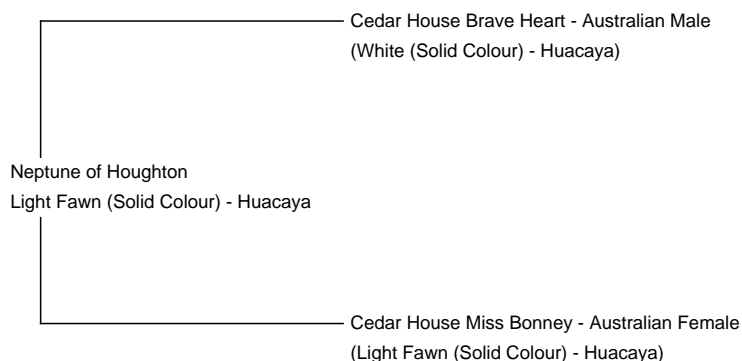 Cedar House Brave Heart - Australian Male
(White (Solid Colour) - Huacaya)
Neptune of Houghton
Light Fawn (Solid Colour) - Huacaya
Cedar House Miss Bonney - Australian Female
(Light Fawn (Solid Colour) - Huacaya)